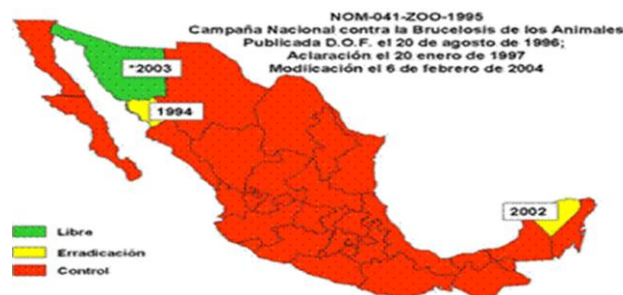 NOM-041-ZOO-1995
Campaña Nacional contra la Brucelosis de los Animales
Publicada D.O.F. el 20 de agosto de 1996;
Aclaración el 20 enero de 1997
Modiicación el 6 de febrero de 2004
*2003
1994
2002
Libre
Erradicación
Control